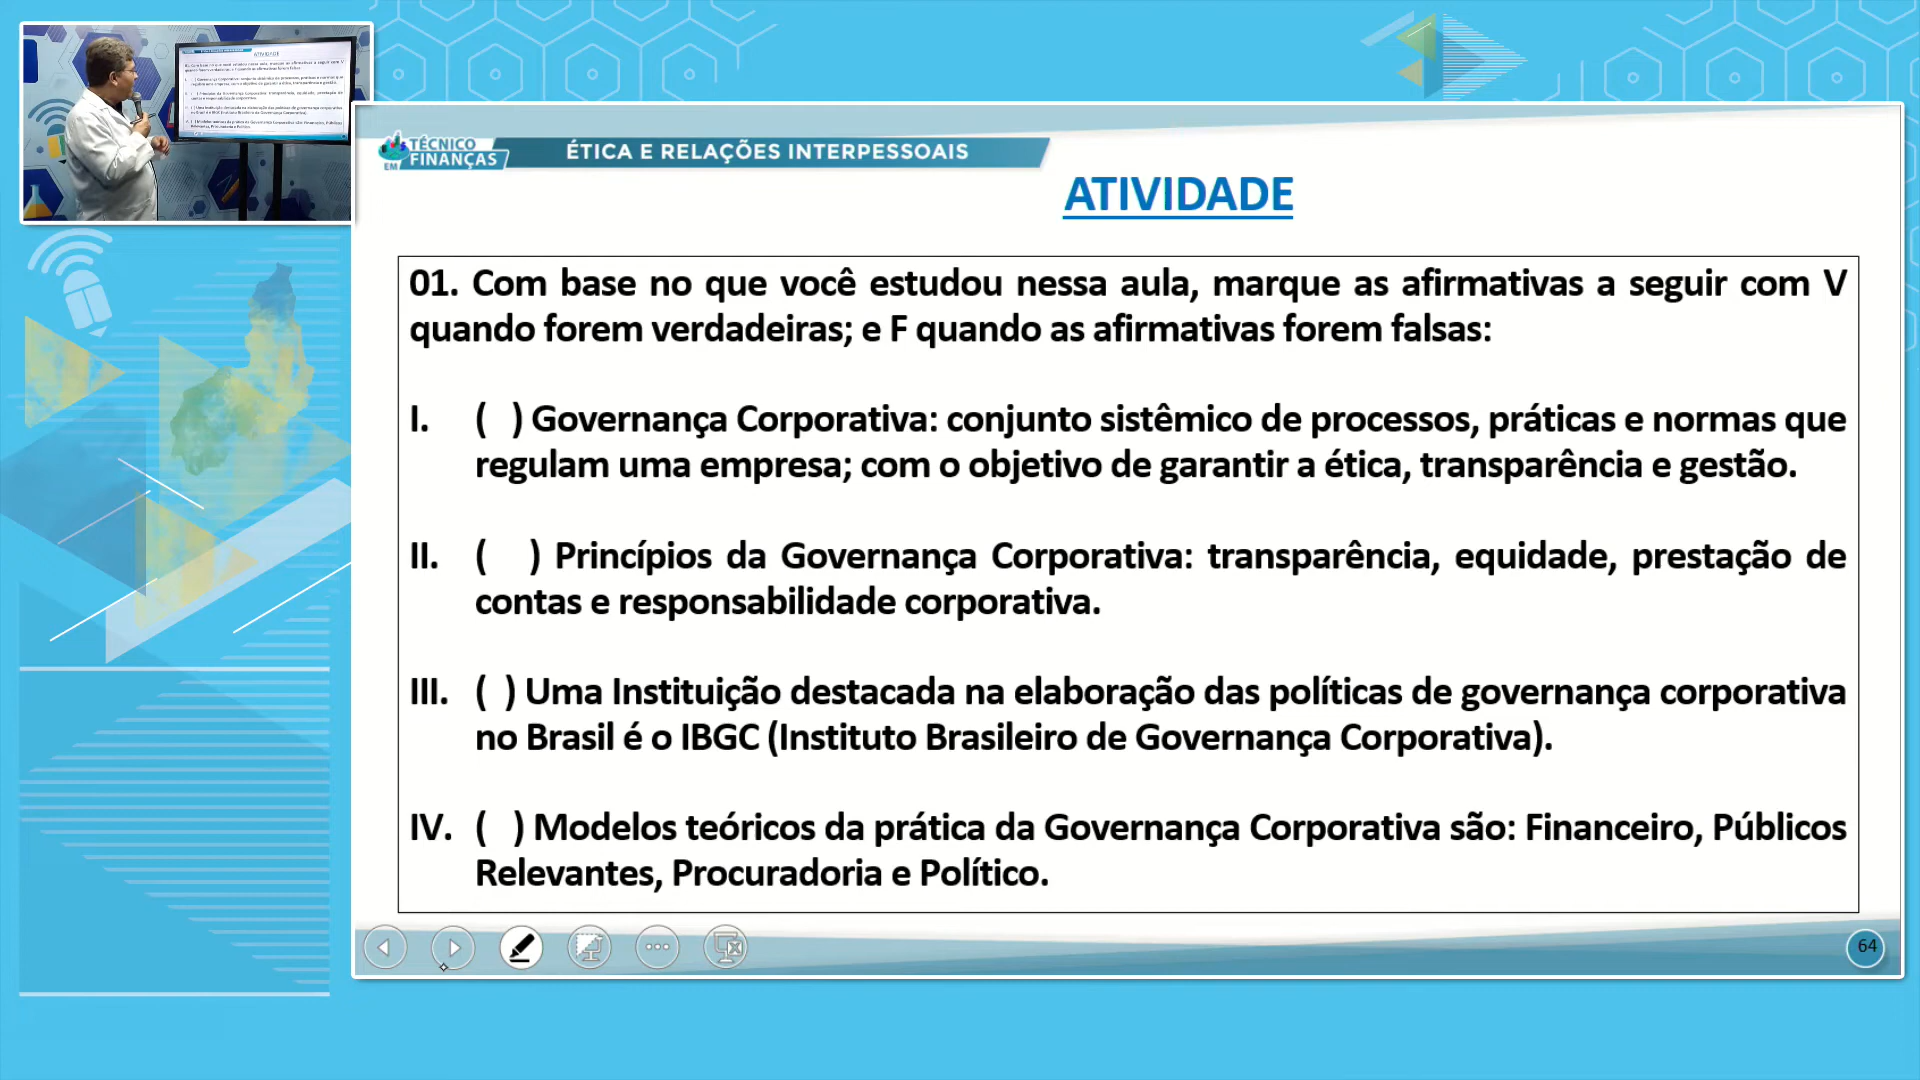 TÉCNICO
EM FINANÇAS
ÉTICA E RELAÇÕES INTERPESSOAIS
ATIVIDADE
01. Com base no que você estudou nessa aula, marque as afirmativas a seguir com V
quando forem verdadeiras; e F quando as afirmativas forem falsas:
I. ( ) Governança Corporativa: conjunto sistêmico de processos, práticas e normas que
regulam uma empresa; com o objetivo de garantir a ética, transparência e gestão.
II. ( ) Princípios da Governança Corporativa: transparência, equidade, prestação de
contas e responsabilidade corporativa.
III. ( ) Uma Instituição destacada na elaboração das políticas de governança corporativa
no Brasil é o IBGC (Instituto Brasileiro de Governança Corporativa).
IV. ( ) Modelos teóricos da prática da Governança Corporativa são: Financeiro, Públicos
Relevantes, Procuradoria e Político.
64